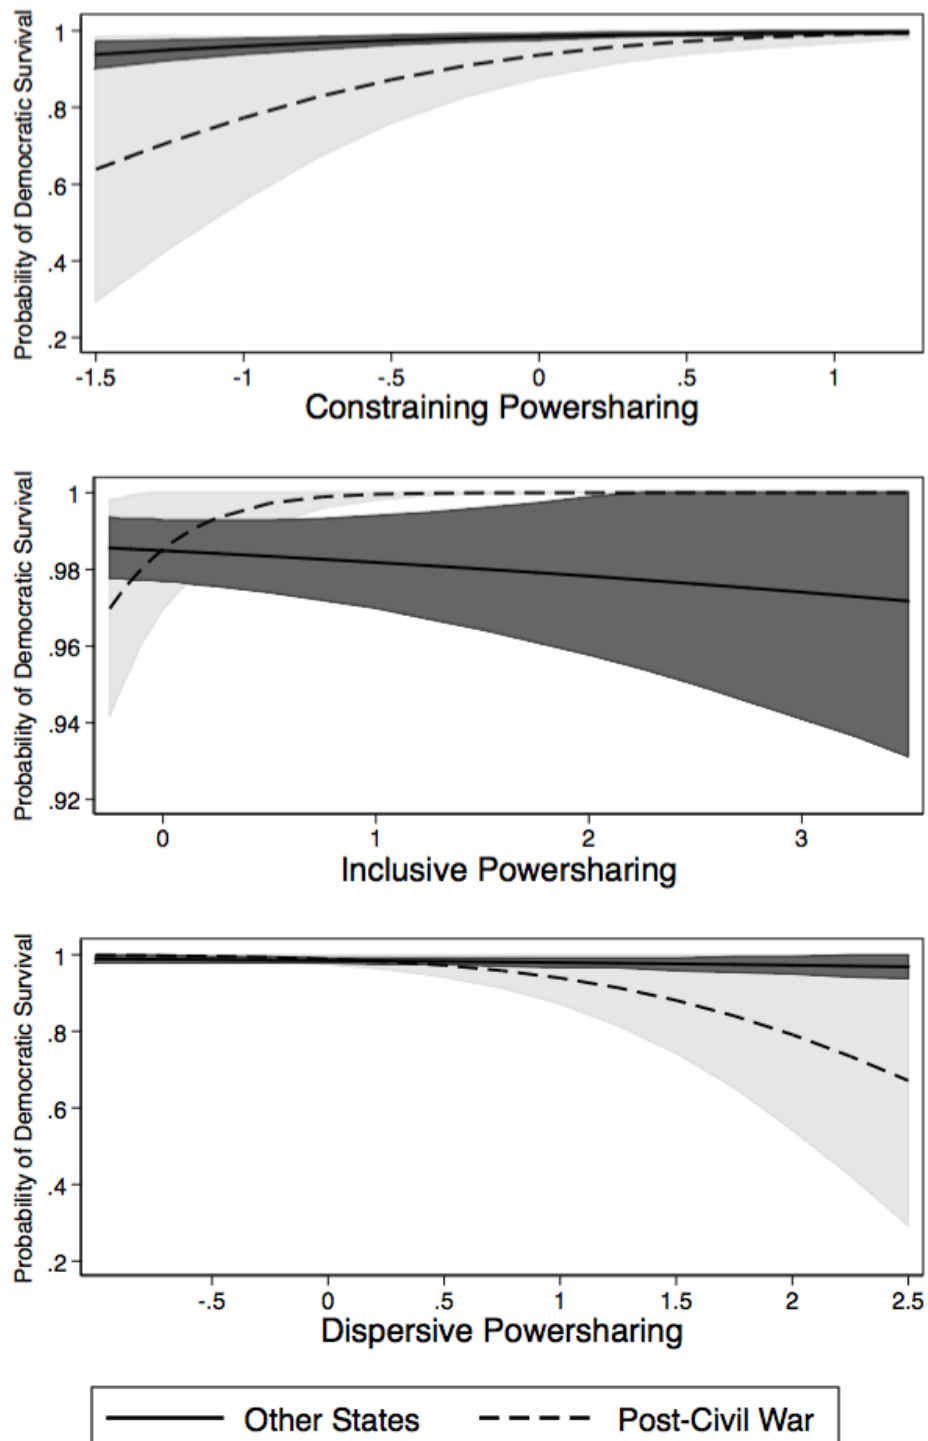 Probability of Democratic Survival
1
.8
.6
.4
.2
-1.5 -1 -.5 0 .5 1
Constraining Powersharing
Probability of Democratic Survival
1
.98
.96
.94
.92
0 1 2 3
Inclusive Powersharing
Probability of Democratic Survival
1
.8
.6
.4
.2
-.5 0 .5 1 1.5 2 2.5
Dispersive Powersharing
Other States Post-Civil War